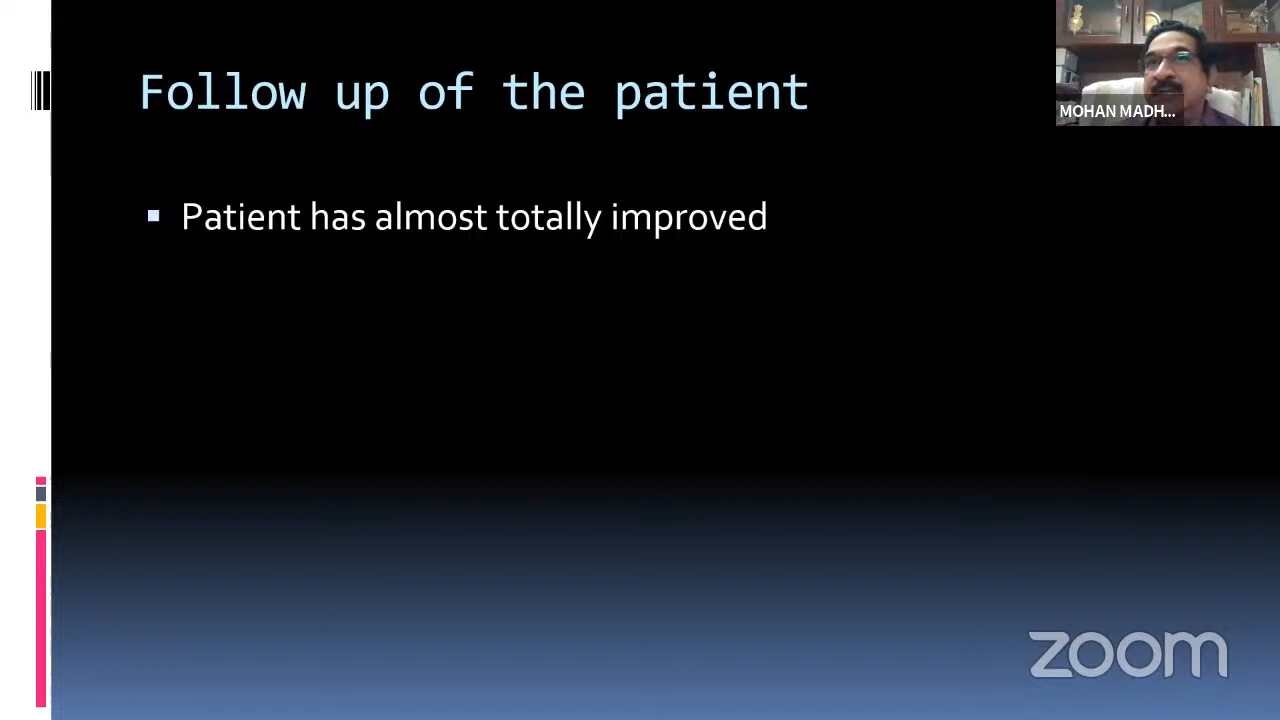 Follow up of the patient
MOHAN MADH...
Patient has almost totally improved
zoom